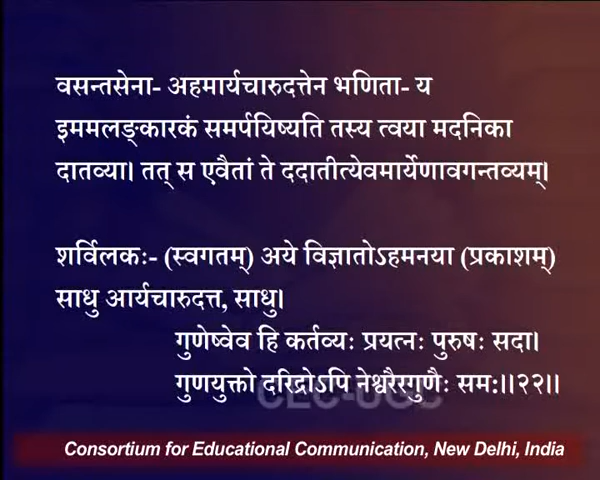 वसन्तसेना- अहमार्यचारुदत्तेन भणिता- य
इममलङ्कारकं समर्पयिष्यति तस्य त्वया मदनिका
दातव्या। तत् स एवैतां ते ददातीत्येवमार्येणावगन्तव्यम्।
शर्विलकः- (स्वगतम्) अये विज्ञातोऽहमनया (प्रकाशम्)
साधु आर्यचारुदत्त, साधु।
गुणेष्वेव हि कर्तव्यः प्रयत्नः पुरुषः सदा।
गुणयुक्तो दरिद्रोऽपि नेश्वरैरगुणैः सम:।।२२।।
CEC-UGC
Consortium for Educational Communication, New Delhi, India